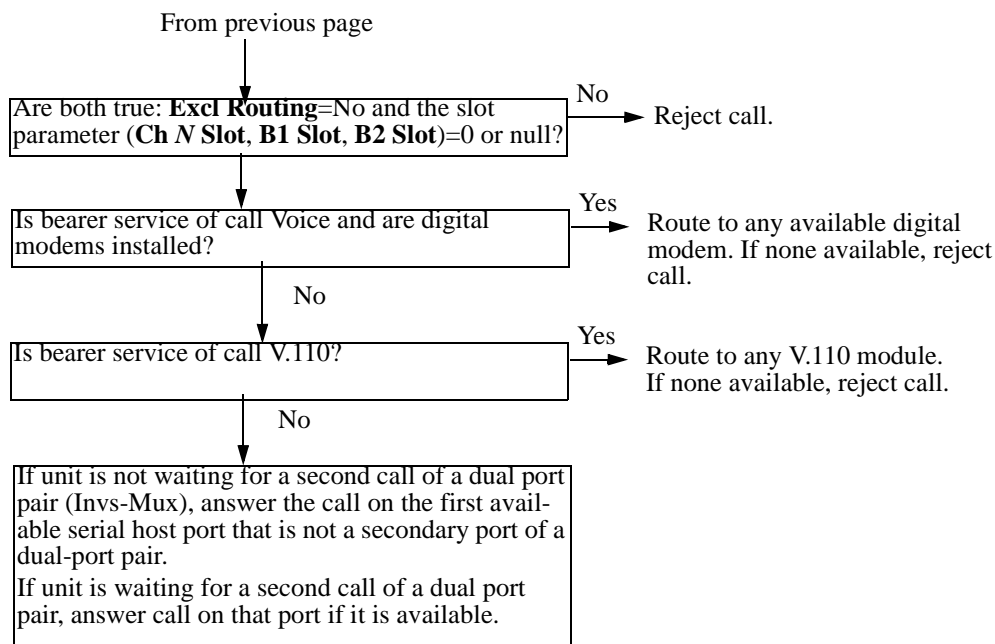 From previous page
Are both true: Excl Routing=No and the slot
parameter (Ch N Slot, B1 Slot, B2 Slot)=0 or null?
No
Reject call.
Is bearer service of call Voice and are digital
modems installed?
Yes
Route to any available digital
modem. If none available, reject
call.
No
Is bearer service of call V.110?
Yes
Route to any V.110 module.
If none available, reject call.
No
If unit is not waiting for a second call of a dual port
pair (Invs-Mux), answer the call on the first avail-
able serial host port that is not a secondary port of a
dual-port pair.
If unit is waiting for a second call of a dual port
pair, answer call on that port if it is available.